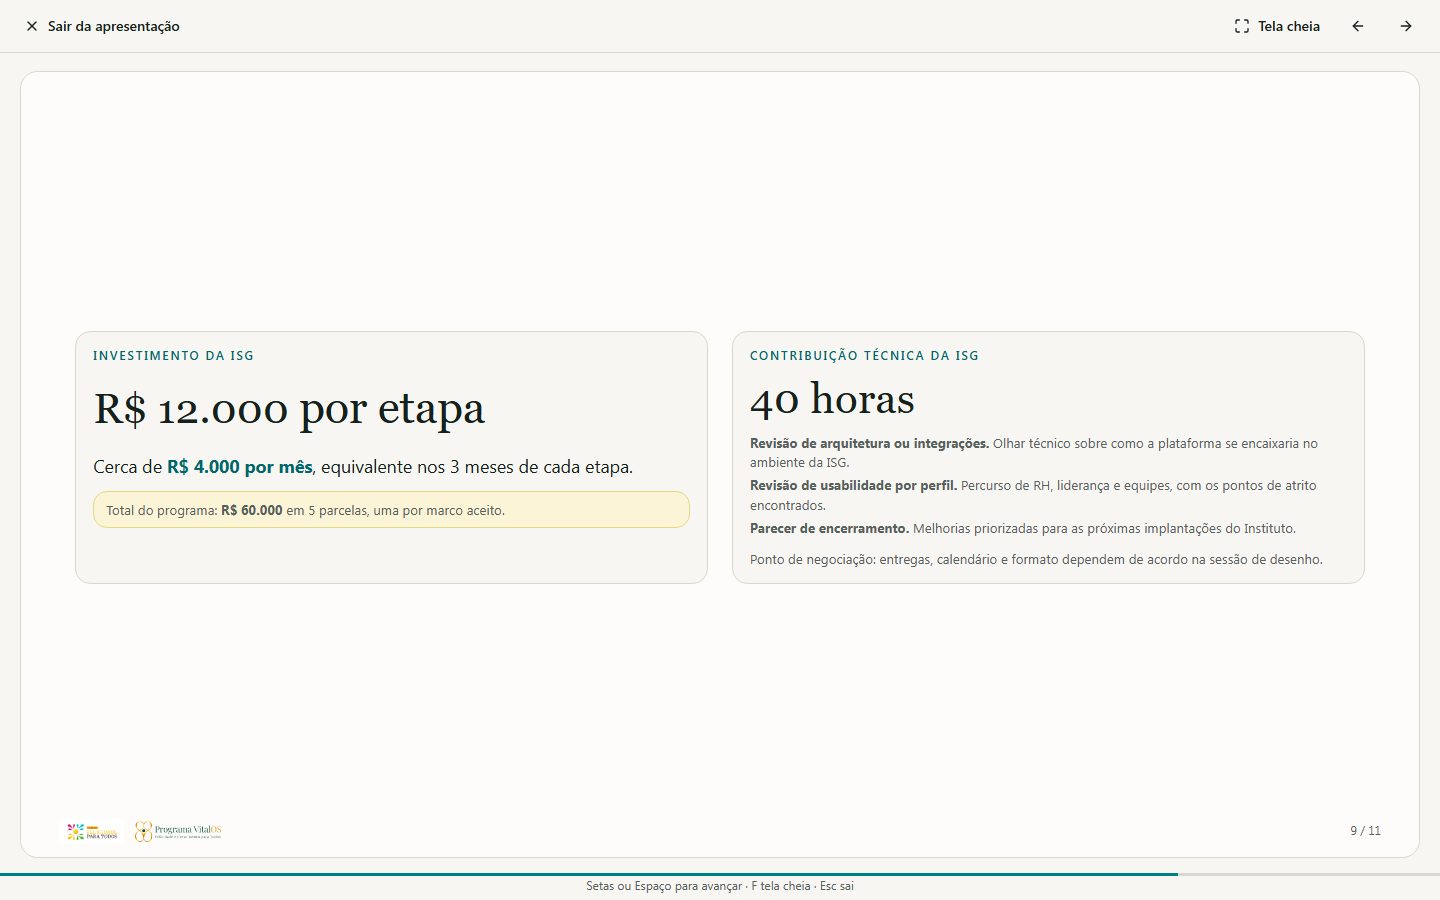 Sair da apresentação
Tela cheia
INVESTIMENTO DA ISG
R$ 12.000 por etapa
Cerca de R$ 4.000 por mês, equivalente nos 3 meses de cada etapa.
Total do programa: R$ 60.000 em 5 parcelas, uma por marco aceito.
CONTRIBUIÇÃO TÉCNICA DA ISG
40 horas
Revisão de arquitetura ou integrações. Olhar técnico sobre como a plataforma se encaixaria no
ambiente da ISG.
Revisão de usabilidade por perfil. Percurso de RH, liderança e equipes, com os pontos de atrito
encontrados.
Parecer de encerramento. Melhorias priorizadas para as próximas implantações do Instituto.
Ponto de negociação: entregas, calendário e formato dependem de acordo na sessão de desenho.
PARA TODOS
Programa VitalOS
9 / 11
Setas ou Espaço para avançar · F tela cheia · Esc sai